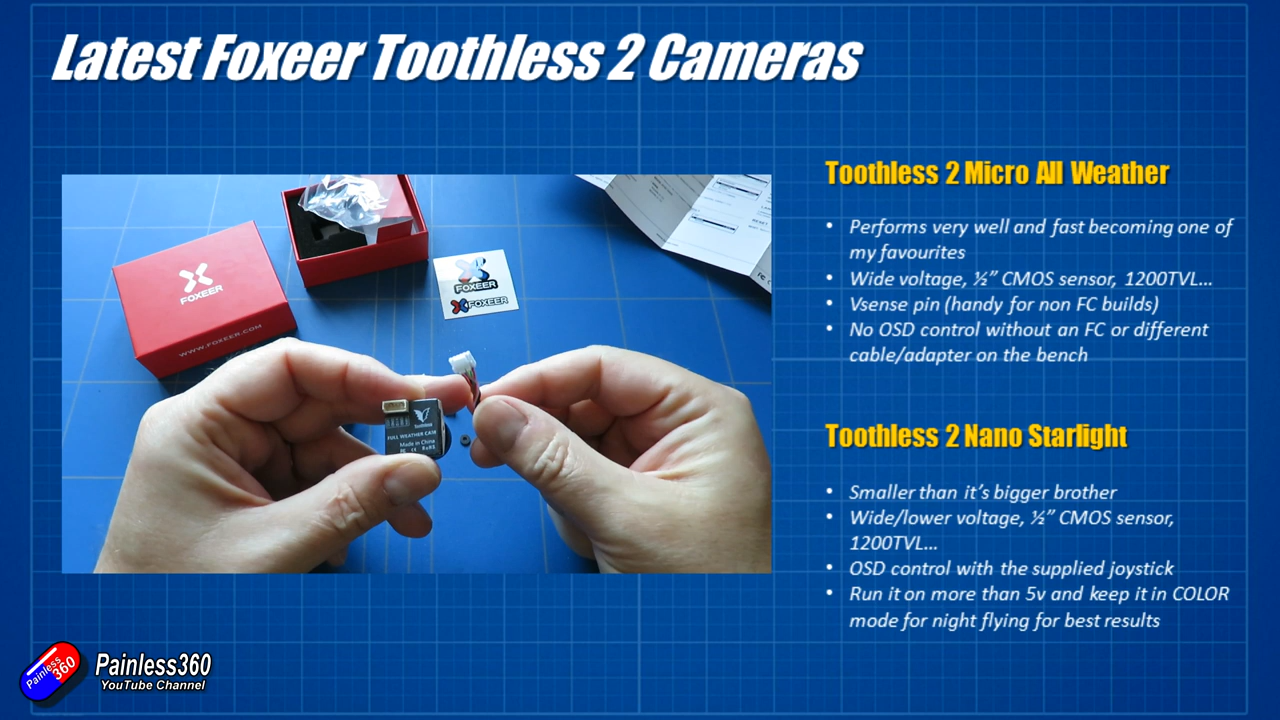 Latest Foxeer Toothless 2 Cameras
Toothless 2 Micro All Weather
• Performs very well and fast becoming one of
my favourites
• Wide voltage, ½” CMOS sensor, 1200TVL...
• Vsense pin (handy for non FC builds)
• No OSD control without an FC or different
cable/adapter on the bench
FOXEER
WWW.FOXEER.COM
FOXEER
FOXEER
Toothless
FULL WEATHER CAM
Made in China
Toothless 2 Nano Starlight
• Smaller than it’s bigger brother
• Wide/lower voltage, ½” CMOS sensor,
1200TVL...
• OSD control with the supplied joystick
• Run it on more than 5v and keep it in COLOR
mode for night flying for best results
Painless
360
Painless360
YouTube Channel